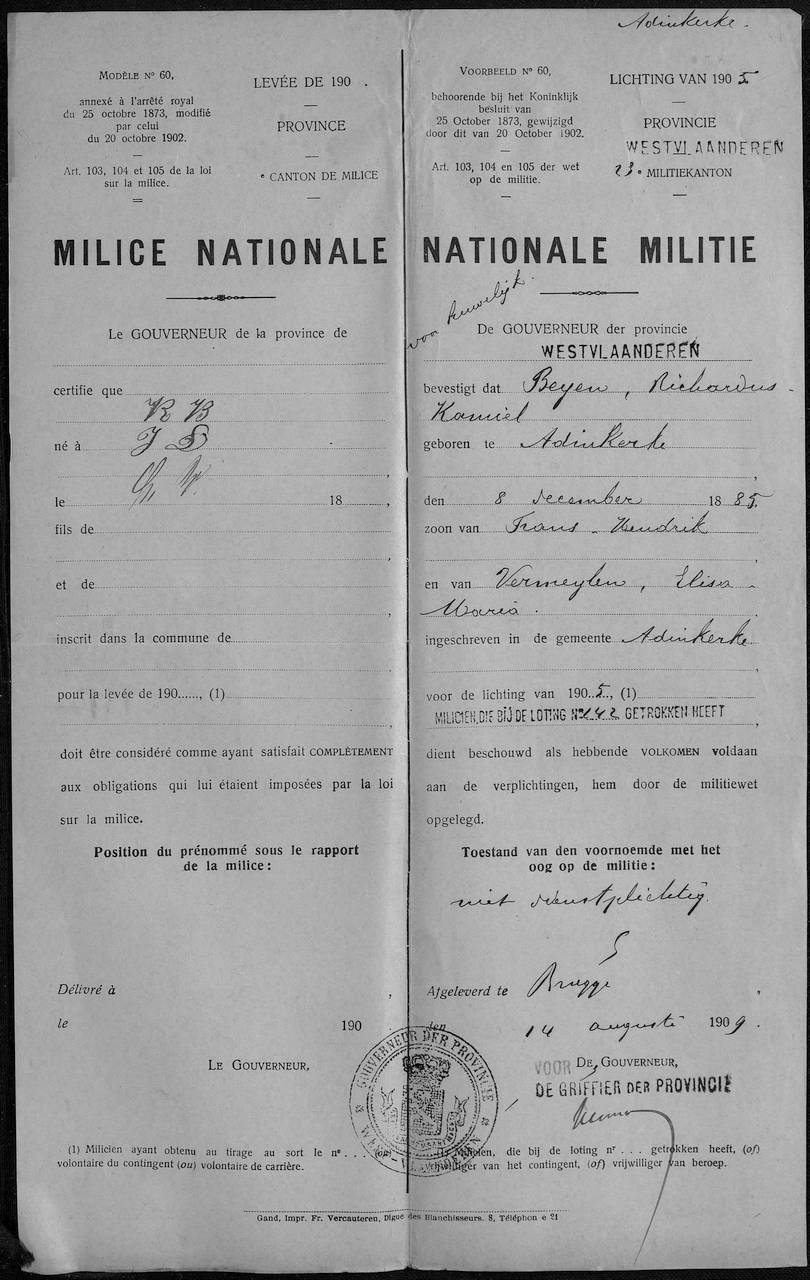 Adinkerke.
MODÈLE N° 60,
annexé à l'arrêté royal
du 25 octobre 1873, modifié
par celui
du 20 octobre 1902.
Art. 103, 104 et 105 de la loi
sur la milice.
LEVÉE DE 190 .
PROVINCE
e CANTON DE MILICE
MILICE NATIONALE
LE GOUVERNEUR de la province de
certifie que
né à
le 18 ,
fils de
et de
inscrit dans la commune de
pour la levée de 190......, (1)
doit être considéré comme ayant satisfait COMPLÈTEMENT
aux obligations qui lui étaient imposées par la loi
sur la milice.
Position du prénommé sous le rapport
de la milice :
Délivré à ,
le 190
LE GOUVERNEUR,
(1) Milicien ayant obtenu au tirage au sort le n° . . . (ou)
volontaire du contingent (ou) volontaire de carrière.
VOORBEELD N° 60,
behoorende bij het Koninklijk
besluit van
25 October 1873, gewijzigd
door dit van 20 October 1902.
Art. 103, 104 en 105 der wet
op de militie.
LICHTING VAN 1905
PROVINCIE
WESTVLAANDEREN
23e MILITIEKANTON
NATIONALE MILITIE
voor huwelijk.
De GOUVERNEUR der provincie
WESTVLAANDEREN
bevestigt dat Beyen, Richardus-
Kamiel
geboren te Adinkerke
den 8 december 1885,
zoon van Frans-Hendrik
en van Vermeylen, Elisa-
Maria.
ingeschreven in de gemeente Adinkerke
voor de lichting van 1905, (1)
MILICIEN, DIE BIJ DE LOTING Nr 142 GETROKKEN HEEFT
dient beschouwd als hebbende VOLKOMEN voldaan
aan de verplichtingen, hem door de militiewet
opgelegd.
Toestand van den voornoemde met het
oog op de militie :
niet dienstplichtig.
Afgeleverd te Brugge,
den 14 augusti 1909.
VOOR DE GOUVERNEUR,
DE GRIFFIER DER PROVINCIE
GOUVERNEUR DER PROVINCIE
WEST-VLAANDEREN
(1) Milicien, die bij de loting nr . . . getrokken heeft, (of)
vrijwilliger van het contingent, (of) vrijwilliger van beroep.
Gand, Impr. Fr. Vercauteren, Digue des Blanchisseurs. 8, Téléphon e 21